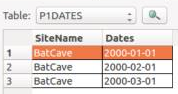 Table: P1DATES
SiteName Dates
1 BatCave 2000-01-01
2 BatCave 2000-02-01
3 BatCave 2000-03-01